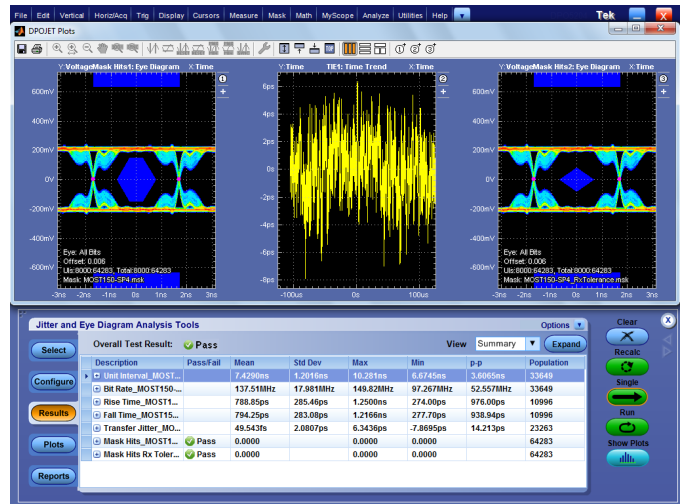 File Edit Vertical Horiz/Acq Trig Display Cursors Measure Mask Math MyScope Analyze Utilities Help Tek
DPOJET Plots
Y:Voltage Mask Hits1: Eye Diagram X:Time
1
600mV
400mV
200mV
0V
-200mV
-400mV
-600mV
Eye: All Bits
Offset: 0.006
UIs:8000:64283, Total:8000:64283
Mask: MOST150-SP4.msk
-3ns -2ns -1ns 0s 1ns 2ns 3ns
Y:Time TIE1: Time Trend X:Time
2
6ps
4ps
2ps
0s
-2ps
-4ps
-6ps
-8ps
-100us 0s 100us
Y:Voltage Mask Hits2: Eye Diagram X:Time
3
600mV
400mV
200mV
0V
-200mV
-400mV
-600mV
Eye: All Bits
Offset: 0.006
UIs:8000:64283, Total:8000:64283
Mask: MOST150-SP4_RxTolerance.msk
-3ns -2ns -1ns 0s 1ns 2ns 3ns
Jitter and Eye Diagram Analysis Tools
Options
Clear
Select
Overall Test Result: Pass
View Summary Expand
Recalc
Description Pass/Fail Mean Std Dev Max Min p-p Population
Unit Interval_MOST... 7.4290ns 1.2016ns 10.281ns 6.6745ns 3.6065ns 33649
Configure
Bit Rate_MOST150-... 137.51MHz 17.981MHz 149.82MHz 97.267MHz 52.557MHz 33649
Single
Rise Time_MOST1... 788.85ps 285.46ps 1.2500ns 274.00ps 976.00ps 10996
Results
Fall Time_MOST15... 794.25ps 283.08ps 1.2166ns 277.70ps 938.94ps 10996
Run
Transfer Jitter_MO... 49.543fs 2.0807ps 6.3436ps -7.8695ps 14.213ps 23263
Plots
Mask Hits_MOST1... Pass 0.0000 0.0000 64283
Show Plots
Mask Hits Rx Toler... Pass 0.0000 0.0000 64283
Reports